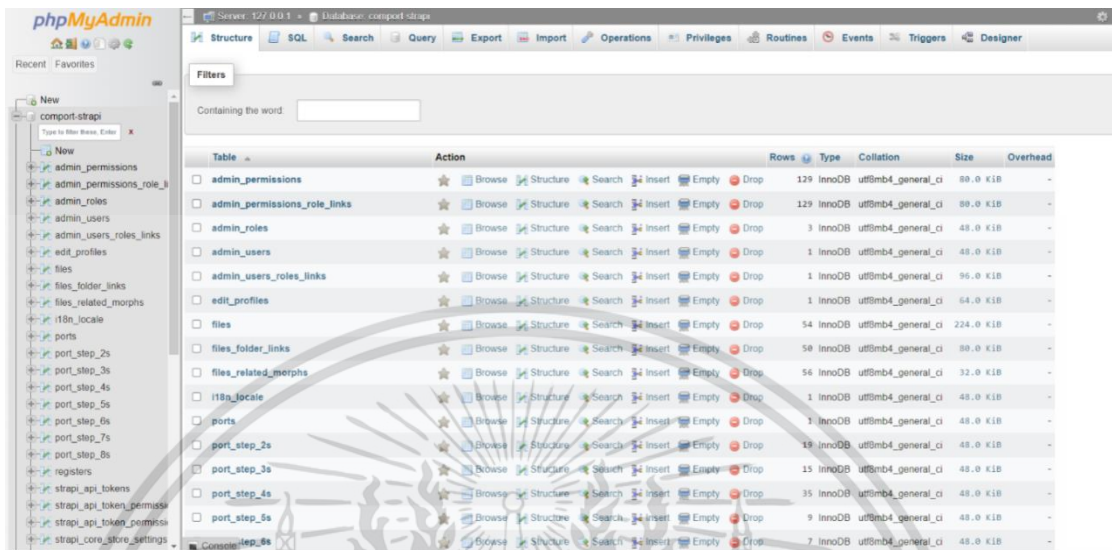 phpMyAdmin
Recent Favorites
New
comport-strapi
Type to filter these, Enter X
New
admin_permissions
admin_permissions_role_li
admin_roles
admin_users
admin_users_roles_links
edit_profiles
files
files_folder_links
files_related_morphs
i18n_locale
ports
port_step_2s
port_step_3s
port_step_4s
port_step_5s
port_step_6s
port_step_7s
port_step_8s
registers
strapi_api_tokens
strapi_api_token_permissi
strapi_api_token_permissi
strapi_core_store_settings
Server: 127.0.0.1 » Database: comport-strapi
Structure SQL Search Query Export Import Operations Privileges Routines Events Triggers Designer
Filters
Containing the word:
Table Action Rows Type Collation Size Overhead
admin_permissions Browse Structure Search Insert Empty Drop 129 InnoDB utf8mb4_general_ci 80.0 KiB -
admin_permissions_role_links Browse Structure Search Insert Empty Drop 129 InnoDB utf8mb4_general_ci 80.0 KiB -
admin_roles Browse Structure Search Insert Empty Drop 3 InnoDB utf8mb4_general_ci 48.0 KiB -
admin_users Browse Structure Search Insert Empty Drop 1 InnoDB utf8mb4_general_ci 48.0 KiB -
admin_users_roles_links Browse Structure Search Insert Empty Drop 1 InnoDB utf8mb4_general_ci 96.0 KiB -
edit_profiles Browse Structure Search Insert Empty Drop 1 InnoDB utf8mb4_general_ci 64.0 KiB -
files Browse Structure Search Insert Empty Drop 54 InnoDB utf8mb4_general_ci 224.0 KiB -
files_folder_links Browse Structure Search Insert Empty Drop 50 InnoDB utf8mb4_general_ci 80.0 KiB -
files_related_morphs Browse Structure Search Insert Empty Drop 56 InnoDB utf8mb4_general_ci 32.0 KiB -
i18n_locale Browse Structure Search Insert Empty Drop 1 InnoDB utf8mb4_general_ci 48.0 KiB -
ports Browse Structure Search Insert Empty Drop 1 InnoDB utf8mb4_general_ci 48.0 KiB -
port_step_2s Browse Structure Search Insert Empty Drop 19 InnoDB utf8mb4_general_ci 48.0 KiB -
port_step_3s Browse Structure Search Insert Empty Drop 15 InnoDB utf8mb4_general_ci 48.0 KiB -
port_step_4s Browse Structure Search Insert Empty Drop 35 InnoDB utf8mb4_general_ci 48.0 KiB -
port_step_5s Browse Structure Search Insert Empty Drop 9 InnoDB utf8mb4_general_ci 48.0 KiB -
Console tep_6s Browse Structure Search Insert Empty Drop 7 InnoDB utf8mb4_general_ci 48.0 KiB -